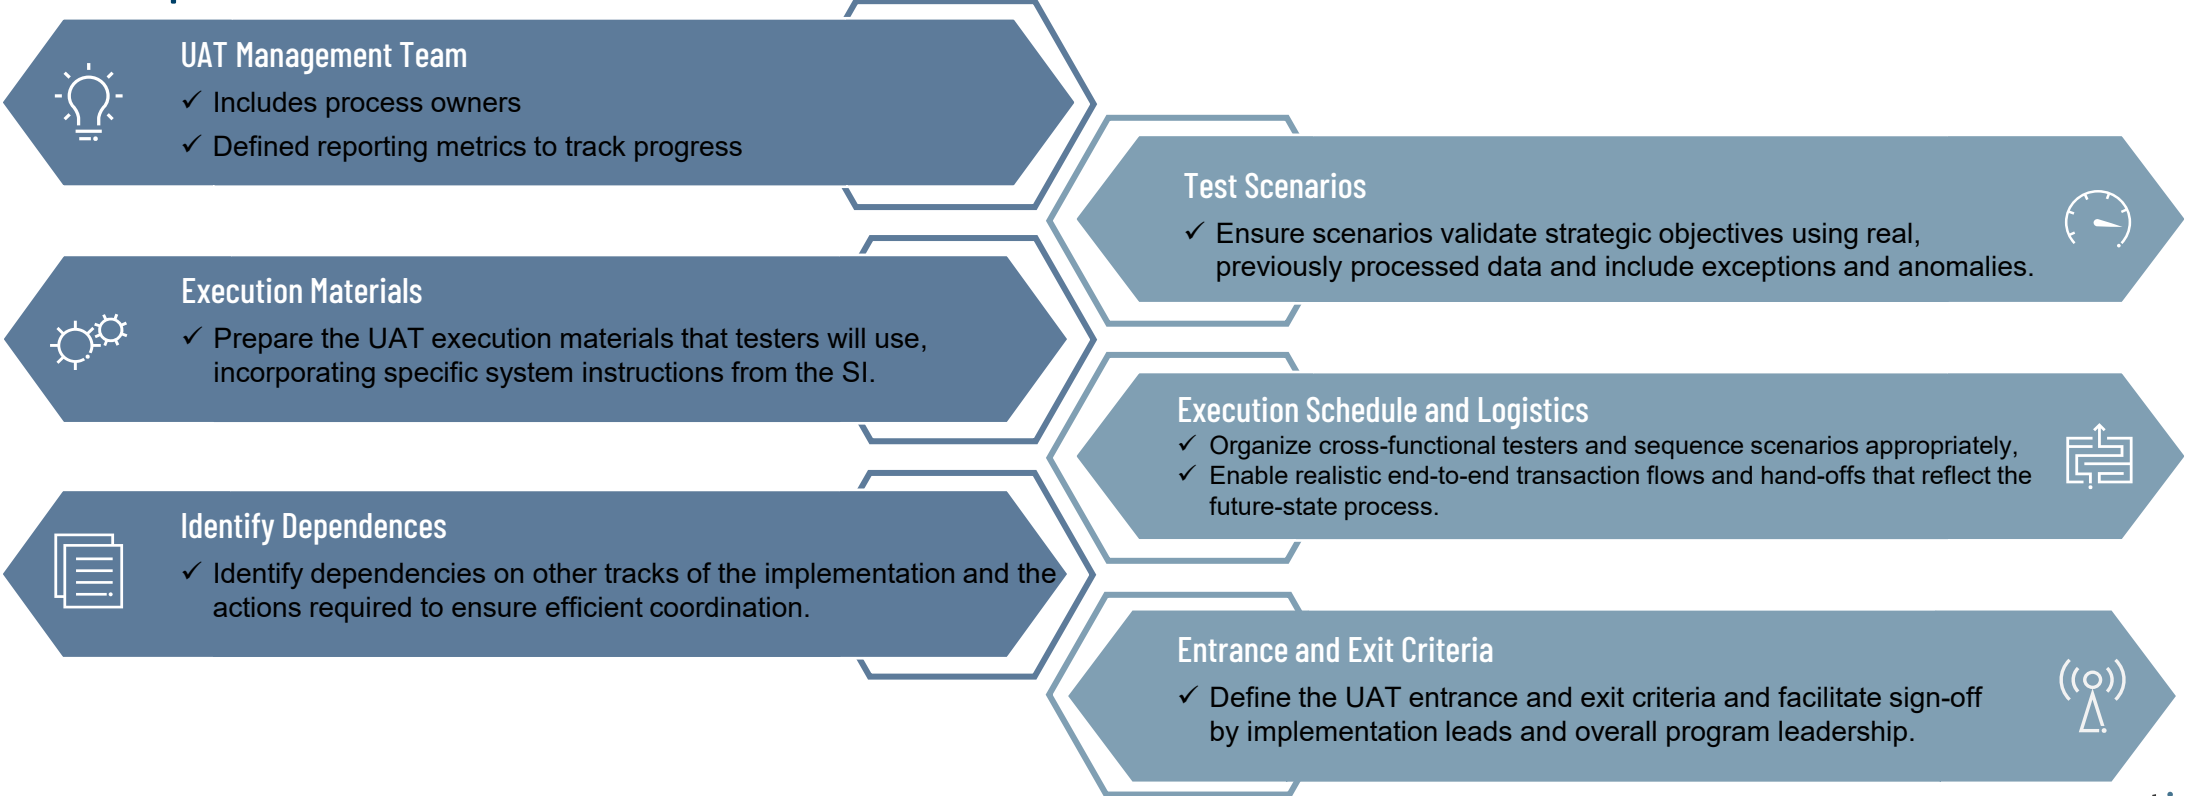 UAT Management Team
✓ Includes process owners
✓ Defined reporting metrics to track progress
Test Scenarios
✓ Ensure scenarios validate strategic objectives using real,
previously processed data and include exceptions and anomalies.
Execution Materials
✓ Prepare the UAT execution materials that testers will use,
incorporating specific system instructions from the SI.
Execution Schedule and Logistics
✓ Organize cross-functional testers and sequence scenarios appropriately,
✓ Enable realistic end-to-end transaction flows and hand-offs that reflect the
future-state process.
Identify Dependences
✓ Identify dependencies on other tracks of the implementation and the
actions required to ensure efficient coordination.
Entrance and Exit Criteria
✓ Define the UAT entrance and exit criteria and facilitate sign-off
by implementation leads and overall program leadership.